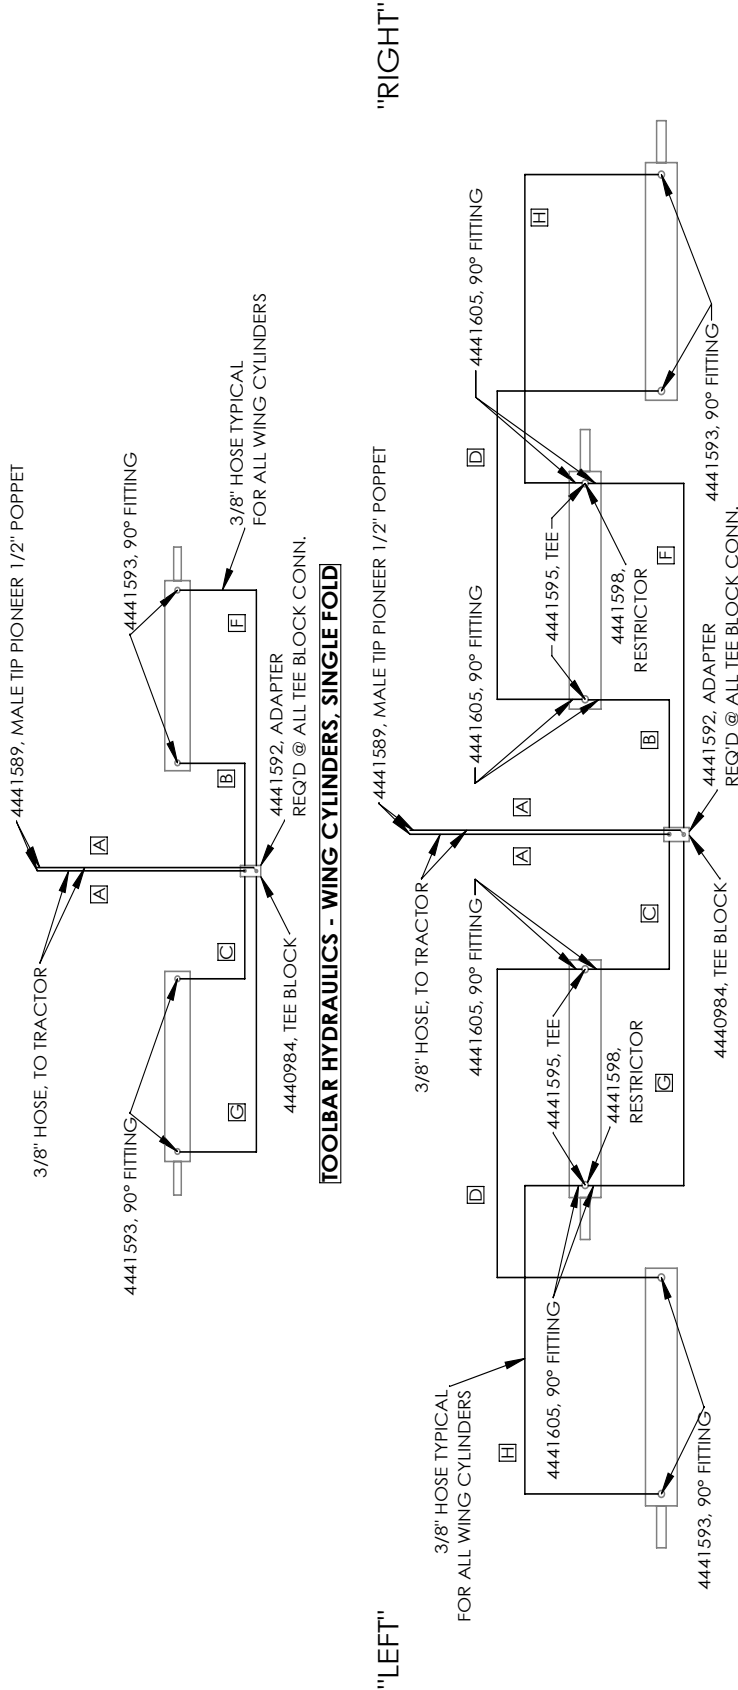 4441589, MALE TIP PIONEER 1/2" POPPET
3/8" HOSE, TO TRACTOR
A
A
4441593, 90° FITTING
4441593, 90° FITTING
G
C
B
F
3/8" HOSE TYPICAL
FOR ALL WING CYLINDERS
4440984, TEE BLOCK
4441592, ADAPTER
REQ'D @ ALL TEE BLOCK CONN.
TOOLBAR HYDRAULICS - WING CYLINDERS, SINGLE FOLD
"LEFT"
"RIGHT"
4441589, MALE TIP PIONEER 1/2" POPPET
3/8" HOSE, TO TRACTOR
A
A
3/8" HOSE TYPICAL
FOR ALL WING CYLINDERS
D
D
4441605, 90° FITTING
4441605, 90° FITTING
4441605, 90° FITTING
H
H
4441605, 90° FITTING
4441595, TEE
4441595, TEE
4441598,
RESTRICTOR
4441598,
RESTRICTOR
G
C
B
F
4441593, 90° FITTING
4440984, TEE BLOCK
4441592, ADAPTER
REQ'D @ ALL TEE BLOCK CONN.
4441593, 90° FITTING